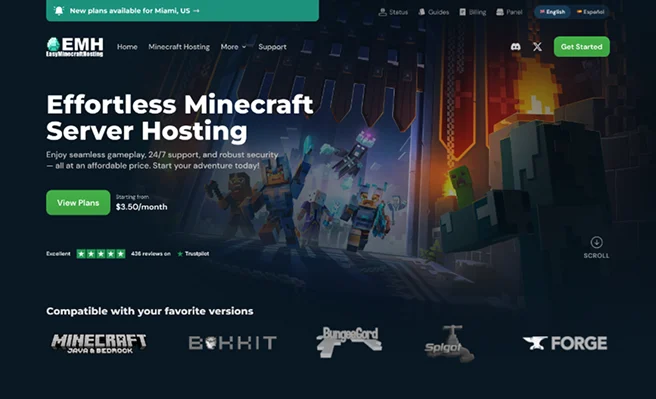 New plans available for Miami, US →
Status
Guides
Billing
Panel
English
Español
EMH
EasyMinecraftHosting
Home
Minecraft Hosting
More
Support
Get Started
Effortless Minecraft
Server Hosting
Enjoy seamless gameplay, 24/7 support, and robust security
— all at an affordable price. Start your adventure today!
View Plans
Starting from
$3.50/month
Excellent
436 reviews on
Trustpilot
SCROLL
Compatible with your favorite versions
MINECRAFT
JAVA & BEDROCK
BUKKIT
BungeeCord
Spigot
FORGE